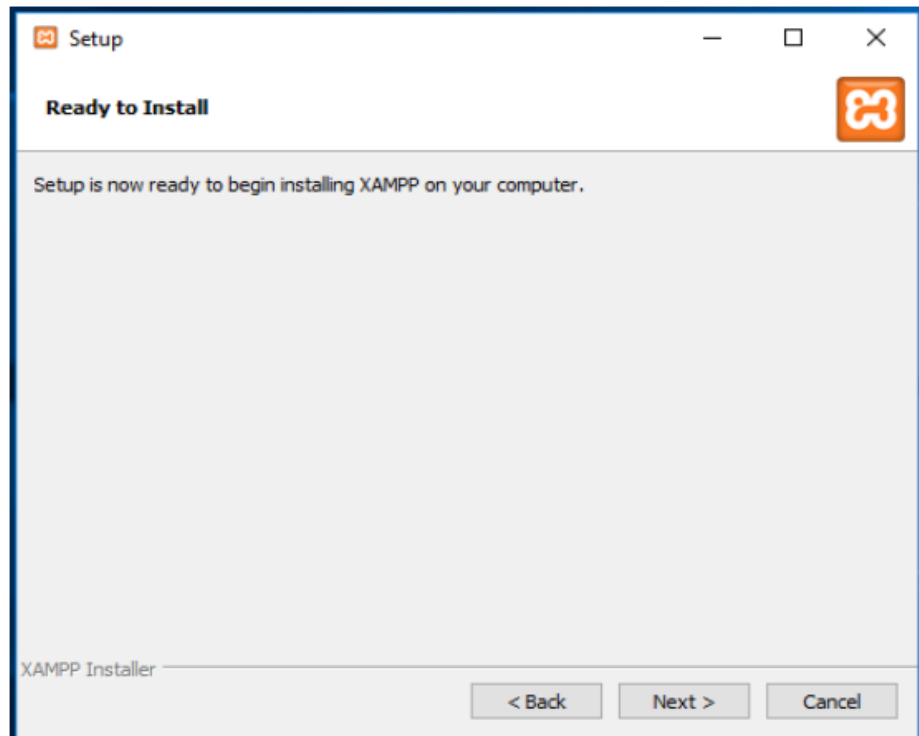 Setup
Ready to Install
Setup is now ready to begin installing XAMPP on your computer.
XAMPP Installer
< Back Next > Cancel